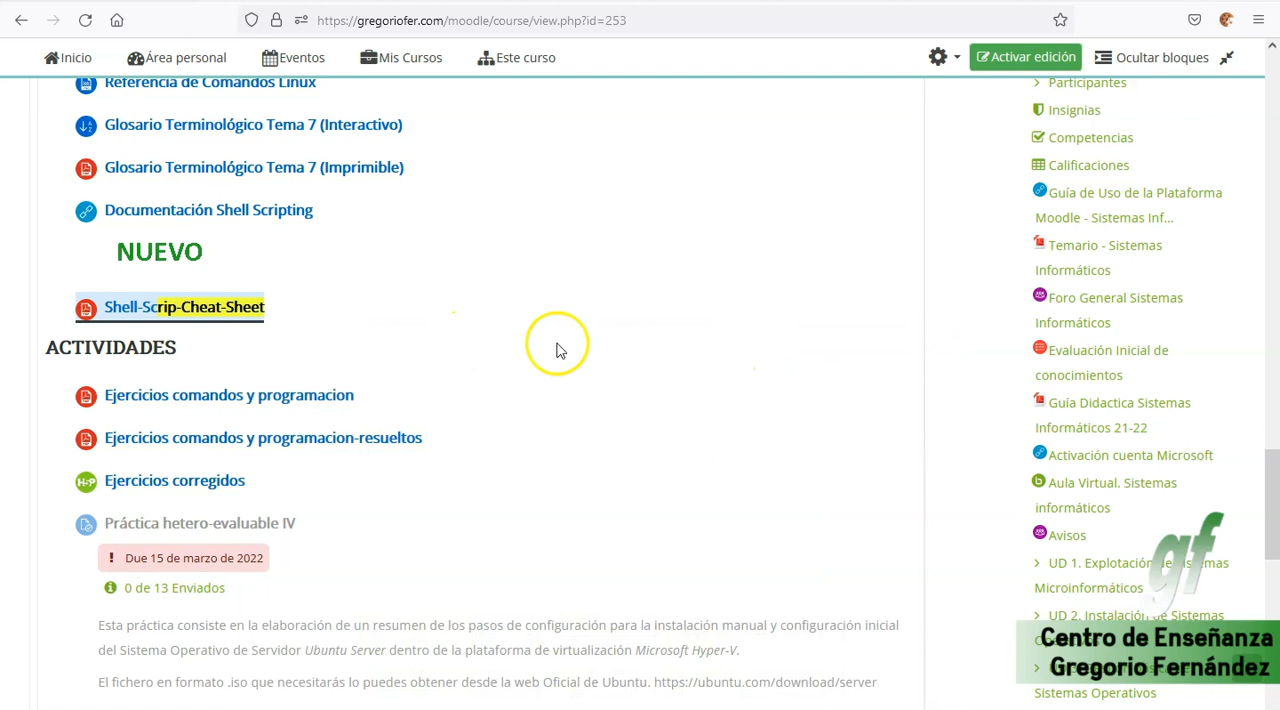 https://gregoriofer.com/moodle/course/view.php?id=253
Inicio Área personal Eventos Mis Cursos Este curso Activar edición Ocultar bloques
Referencia de Comandos Linux
Glosario Terminológico Tema 7 (Interactivo)
Glosario Terminológico Tema 7 (Imprimible)
Documentación Shell Scripting
NUEVO
Shell-Scrip-Cheat-Sheet
ACTIVIDADES
Ejercicios comandos y programacion
Ejercicios comandos y programacion-resueltos
H-P Ejercicios corregidos
Práctica hetero-evaluable IV
! Due 15 de marzo de 2022
0 de 13 Enviados
Esta práctica consiste en la elaboración de un resumen de los pasos de configuración para la instalación manual y configuración inicial
del Sistema Operativo de Servidor Ubuntu Server dentro de la plataforma de virtualización Microsoft Hyper-V.
El fichero en formato .iso que necesitarás lo puedes obtener desde la web Oficial de Ubuntu. https://ubuntu.com/download/server
Participantes
Insignias
Competencias
Calificaciones
Guía de Uso de la Plataforma
Moodle - Sistemas Inf...
Temario - Sistemas
Informáticos
Foro General Sistemas
Informáticos
Evaluación Inicial de
conocimientos
Guía Didactica Sistemas
Informáticos 21-22
Activación cuenta Microsoft
Aula Virtual. Sistemas
informáticos
Avisos
UD 1. Explotación de Sistemas
Microinformáticos
UD 2. Instalación de Sistemas
Sistemas Operativos
gf
Centro de Enseñanza
Gregorio Fernández